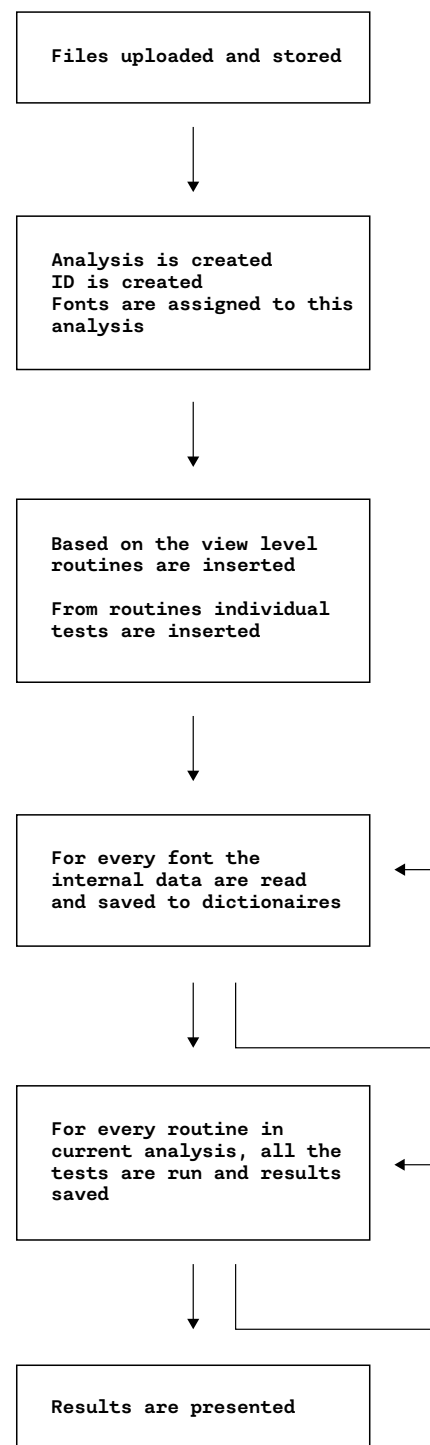 Files uploaded and stored
Analysis is created
ID is created
Fonts are assigned to this
analysis
Based on the view level
routines are inserted
From routines individual
tests are inserted
For every font the
internal data are read
and saved to dictionaires
For every routine in
current analysis, all the
tests are run and results
saved
Results are presented